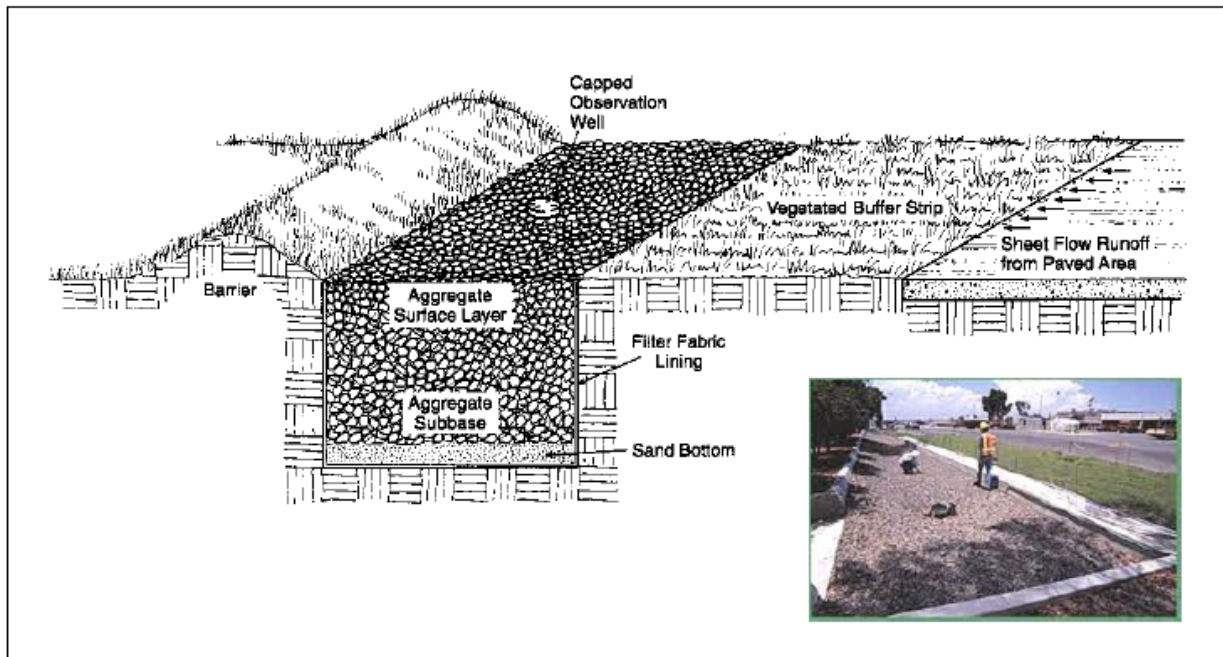 Capped
Observation
Well
Vegetated Buffer Strip
Sheet Flow Runoff
from Paved Area
Barrier
Aggregate
Surface Layer
Filter Fabric
Lining
Aggregate
Subbase
Sand Bottom